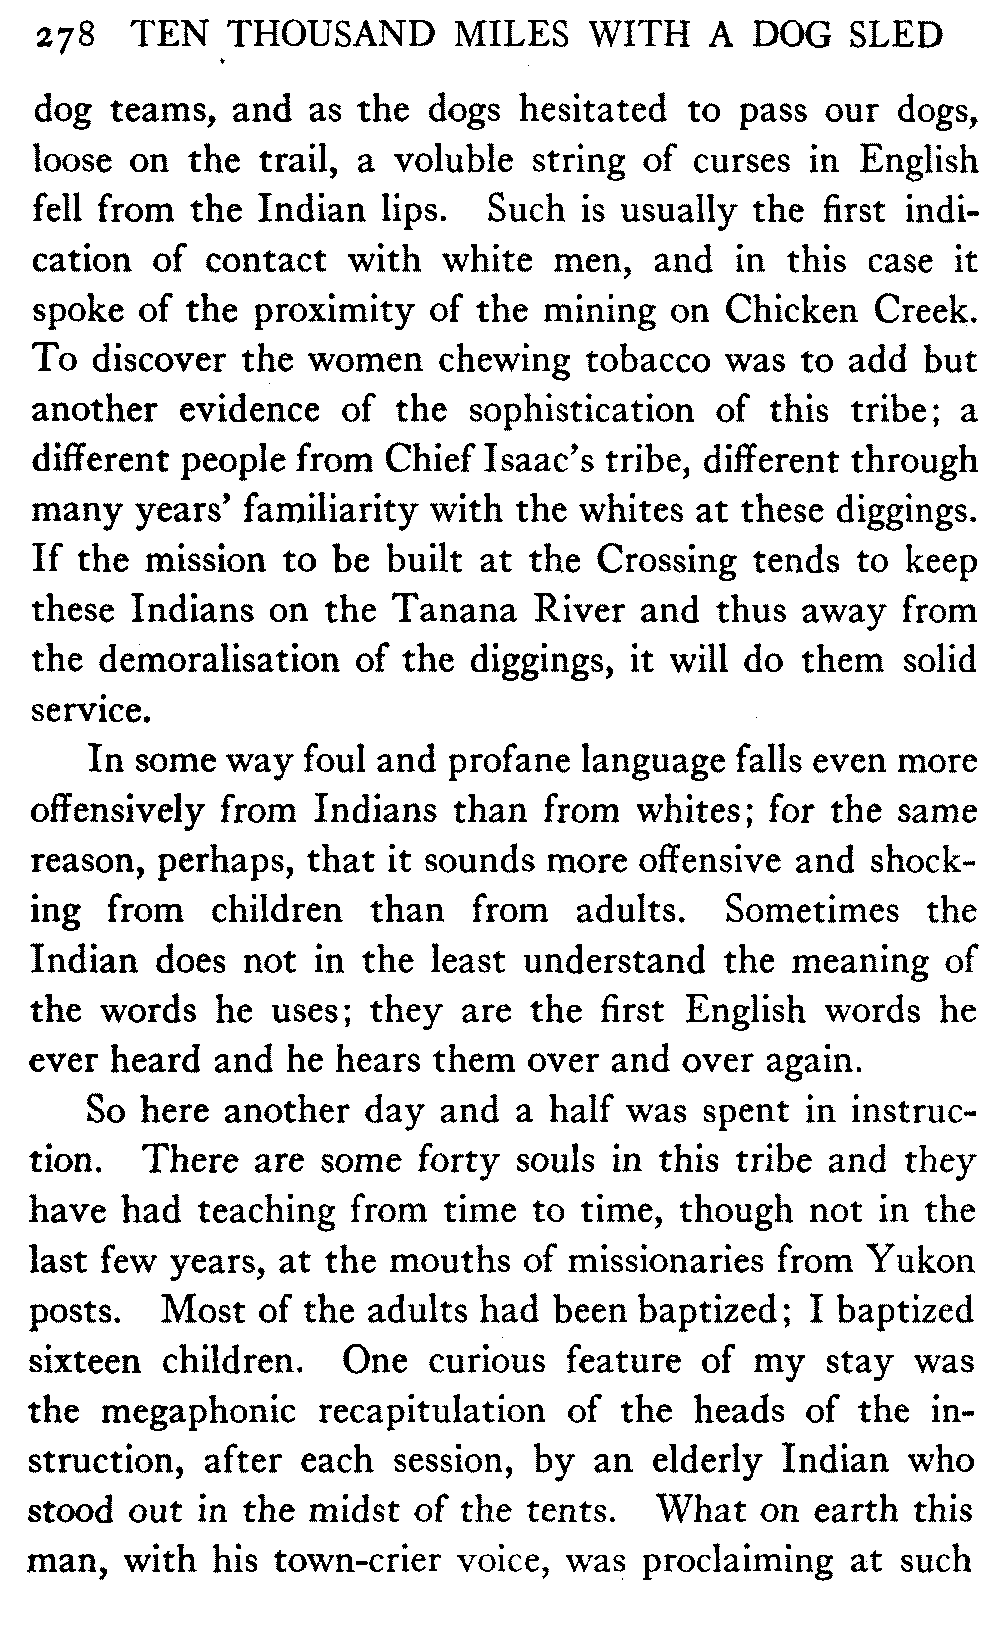 278 TEN THOUSAND MILES WITH A DOG SLED
dog teams, and as the dogs hesitated to pass our dogs,
loose on the trail, a voluble string of curses in English
fell from the Indian lips. Such is usually the first indi-
cation of contact with white men, and in this case it
spoke of the proximity of the mining on Chicken Creek.
To discover the women chewing tobacco was to add but
another evidence of the sophistication of this tribe; a
different people from Chief Isaac's tribe, different through
many years' familiarity with the whites at these diggings.
If the mission to be built at the Crossing tends to keep
these Indians on the Tanana River and thus away from
the demoralisation of the diggings, it will do them solid
service.
In some way foul and profane language falls even more
offensively from Indians than from whites; for the same
reason, perhaps, that it sounds more offensive and shock-
ing from children than from adults. Sometimes the
Indian does not in the least understand the meaning of
the words he uses; they are the first English words he
ever heard and he hears them over and over again.
So here another day and a half was spent in instruc-
tion. There are some forty souls in this tribe and they
have had teaching from time to time, though not in the
last few years, at the mouths of missionaries from Yukon
posts. Most of the adults had been baptized; I baptized
sixteen children. One curious feature of my stay was
the megaphonic recapitulation of the heads of the in-
struction, after each session, by an elderly Indian who
stood out in the midst of the tents. What on earth this
man, with his town-crier voice, was proclaiming at such